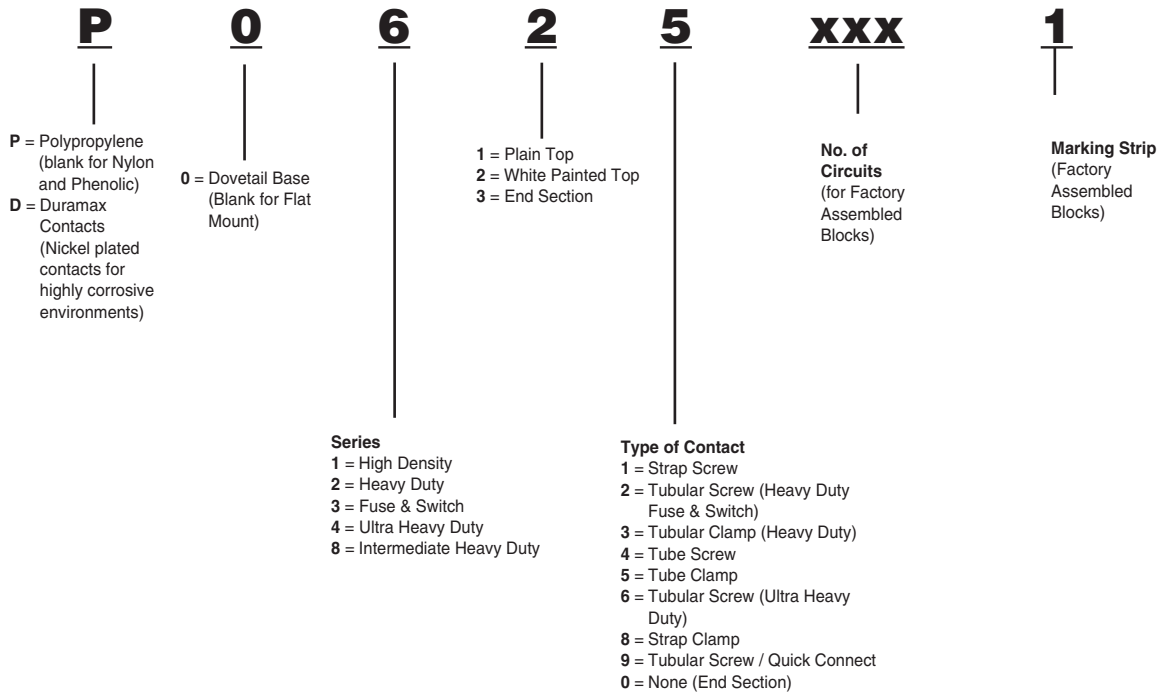 P 0 6 2 5 xxx 1
P = Polypropylene
(blank for Nylon
and Phenolic)
D = Duramax
Contacts
(Nickel plated
contacts for
highly corrosive
environments)
0 = Dovetail Base
(Blank for Flat
Mount)
1 = Plain Top
2 = White Painted Top
3 = End Section
No. of
Circuits
(for Factory
Assembled
Blocks)
Marking Strip
(Factory
Assembled
Blocks)
Series
1 = High Density
2 = Heavy Duty
3 = Fuse & Switch
4 = Ultra Heavy Duty
8 = Intermediate Heavy Duty
Type of Contact
1 = Strap Screw
2 = Tubular Screw (Heavy Duty
Fuse & Switch)
3 = Tubular Clamp (Heavy Duty)
4 = Tube Screw
5 = Tube Clamp
6 = Tubular Screw (Ultra Heavy
Duty)
8 = Strap Clamp
9 = Tubular Screw / Quick Connect
0 = None (End Section)